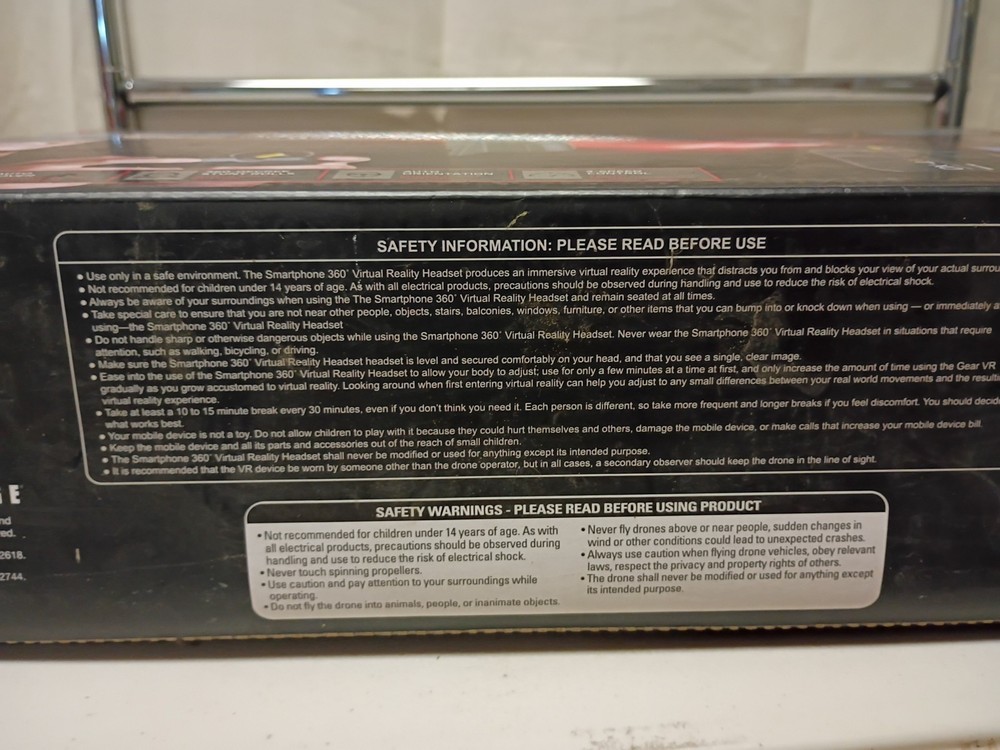 SAFETY INFORMATION: PLEASE READ BEFORE USE
• Use only in a safe environment. The Smartphone 360° Virtual Reality Headset produces an immersive virtual reality experience that distracts you from and blocks your view of your actual surrou
• Not recommended for children under 14 years of age. As with all electrical products, precautions should be observed during handling and use to reduce the risk of electrical shock.
• Always be aware of your surroundings when using the The Smartphone 360° Virtual Reality Headset and remain seated at all times.
• Take special care to ensure that you are not near other people, objects, stairs, balconies, windows, furniture, or other items that you can bump into or knock down when using — or immediately a
using—the Smartphone 360° Virtual Reality Headset
• Do not handle sharp or otherwise dangerous objects while using the Smartphone 360° Virtual Reality Headset. Never wear the Smartphone 360° Virtual Reality Headset in situations that require
attention, such as walking, bicycling, or driving.
• Make sure the Smartphone 360° Virtual Reality Headset headset is level and secured comfortably on your head, and that you see a single, clear image.
• Ease into the use of the Smartphone 360° Virtual Reality Headset to allow your body to adjust; use for only a few minutes at a time at first, and only increase the amount of time using the Gear VR
gradually as you grow accustomed to virtual reality. Looking around when first entering virtual reality can help you adjust to any small differences between your real world movements and the resulti
virtual reality experience.
• Take at least a 10 to 15 minute break every 30 minutes, even if you don't think you need it. Each person is different, so take more frequent and longer breaks if you feel discomfort. You should decid
what works best.
• Your mobile device is not a toy. Do not allow children to play with it because they could hurt themselves and others, damage the mobile device, or make calls that increase your mobile device bill.
• Keep the mobile device and all its parts and accessories out of the reach of small children.
• The Smartphone 360° Virtual Reality Headset shall never be modified or used for anything except its intended purpose.
• It is recommended that the VR device be worn by someone other than the drone operator, but in all cases, a secondary observer should keep the drone in the line of sight.
E
nd
ed.
2618.
2744.
SAFETY WARNINGS - PLEASE READ BEFORE USING PRODUCT
• Not recommended for children under 14 years of age. As with
all electrical products, precautions should be observed during
handling and use to reduce the risk of electrical shock.
• Never touch spinning propellers.
• Use caution and pay attention to your surroundings while
operating.
• Do not fly the drone into animals, people, or inanimate objects.
• Never fly drones above or near people, sudden changes in
wind or other conditions could lead to unexpected crashes.
• Always use caution when flying drone vehicles, obey relevant
laws, respect the privacy and property rights of others.
• The drone shall never be modified or used for anything except
its intended purpose.